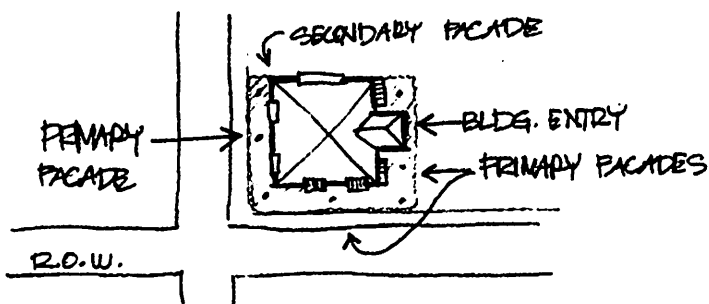 SECONDARY FACADE
PRIMARY
FACADE
BLDG. ENTRY
PRIMARY FACADES
R.O.W.